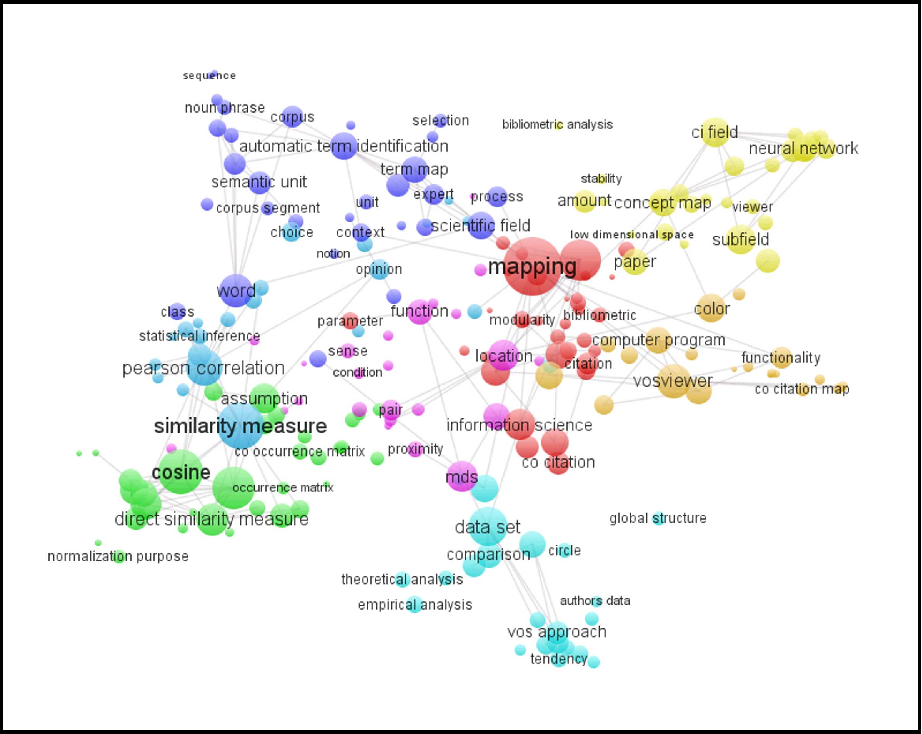 sequence
noun phrase
corpus
selection
bibliometric analysis
ci field
automatic term identification
neural network
term map
semantic unit
stability
expert
process
unit
amount
concept map
viewer
corpus segment
context
scientific field
choice
low dimensional space
subfield
notion
opinion
mapping
paper
word
class
function
parameter
modularity
bibliometric
color
statistical inference
computer program
sense
location
citation
functionality
pearson correlation
condition
vosviewer
co citation map
assumption
pair
similarity measure
information science
co occurrence matrix
proximity
co citation
cosine
mds
occurrence matrix
direct similarity measure
data set
global structure
normalization purpose
comparison
circle
theoretical analysis
empirical analysis
authors data
vos approach
tendency